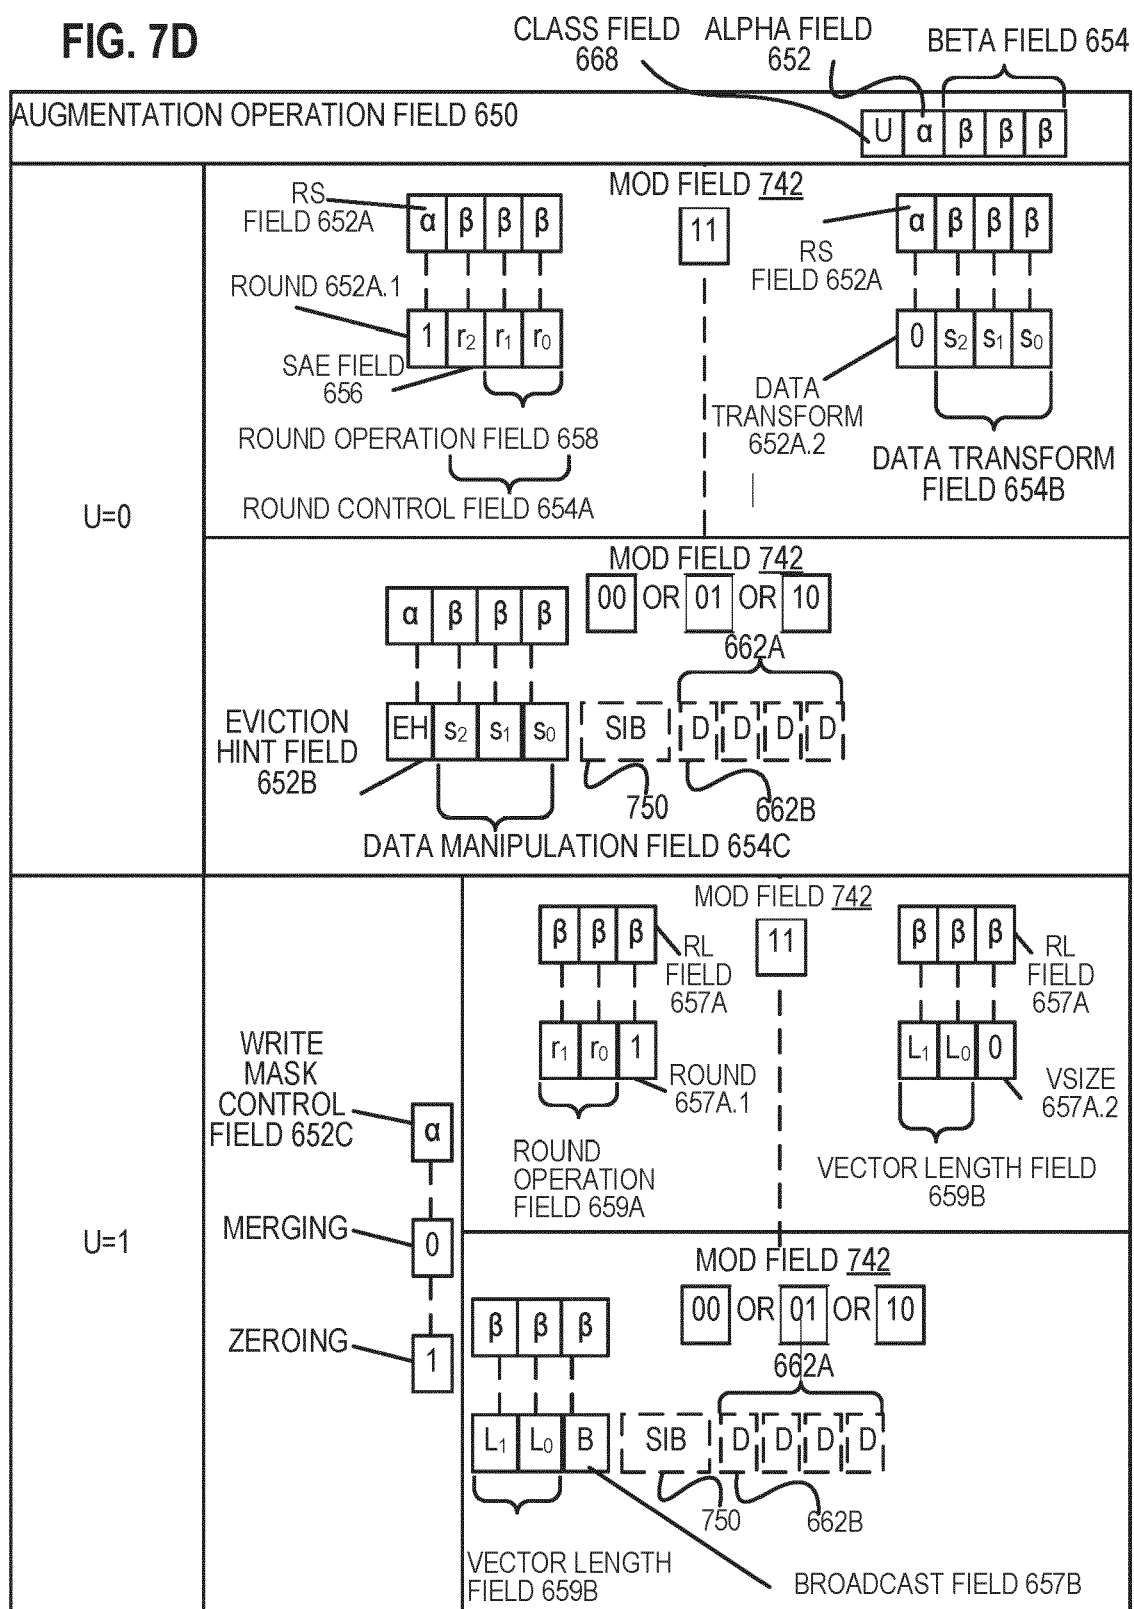 FIG. 7D
CLASS FIELD
668
ALPHA FIELD
652
BETA FIELD 654
AUGMENTATION OPERATION FIELD 650
U α β β β
U=0
MOD FIELD 742
11
RS
FIELD 652A
α β β β
ROUND 652A.1
1 r2 r1 r0
SAE FIELD
656
ROUND OPERATION FIELD 658
ROUND CONTROL FIELD 654A
α β β β
RS
FIELD 652A
0 s2 s1 s0
DATA
TRANSFORM
652A.2
DATA TRANSFORM
FIELD 654B
MOD FIELD 742
00 OR 01 OR 10
α β β β
662A
EVICTION
HINT FIELD
652B
EH s2 s1 s0 SIB D D D D
750
662B
DATA MANIPULATION FIELD 654C
U=1
WRITE
MASK
CONTROL
FIELD 652C
α
MERGING
0
ZEROING
1
MOD FIELD 742
11
β β β
RL
FIELD
657A
r1 r0 1
ROUND
657A.1
ROUND
OPERATION
FIELD 659A
β β β
RL
FIELD
657A
L1 L0 0
VSIZE
657A.2
VECTOR LENGTH FIELD
659B
MOD FIELD 742
00 OR 01 OR 10
β β β
662A
L1 L0 B SIB D D D D
750
662B
VECTOR LENGTH
FIELD 659B
BROADCAST FIELD 657B